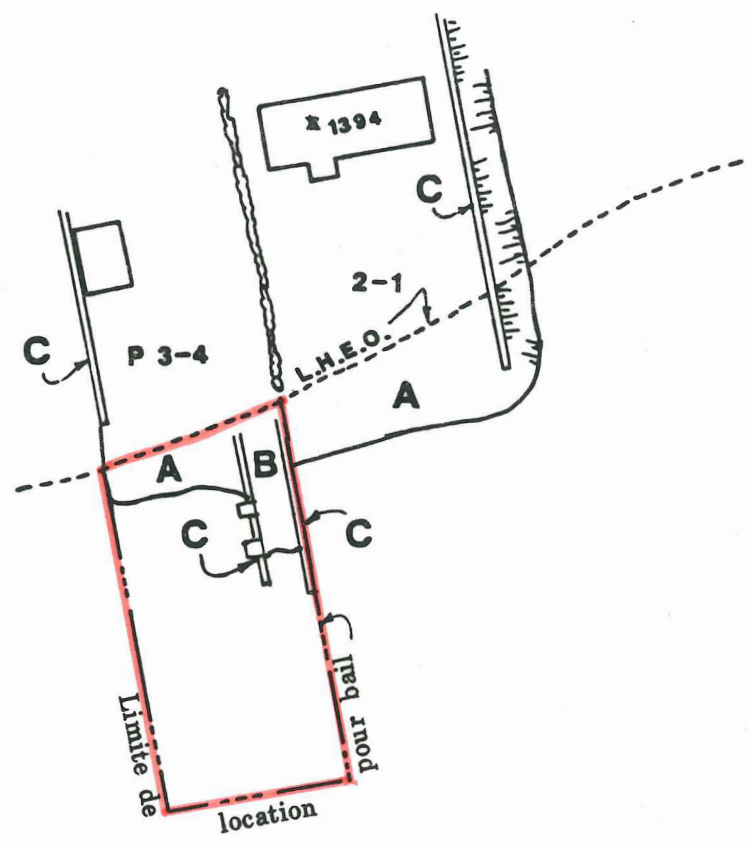 ✻ 1394
C
2-1
C
P 3-4
L.H.E.O.
A
A
B
C
C
Limite de
location
pour bail